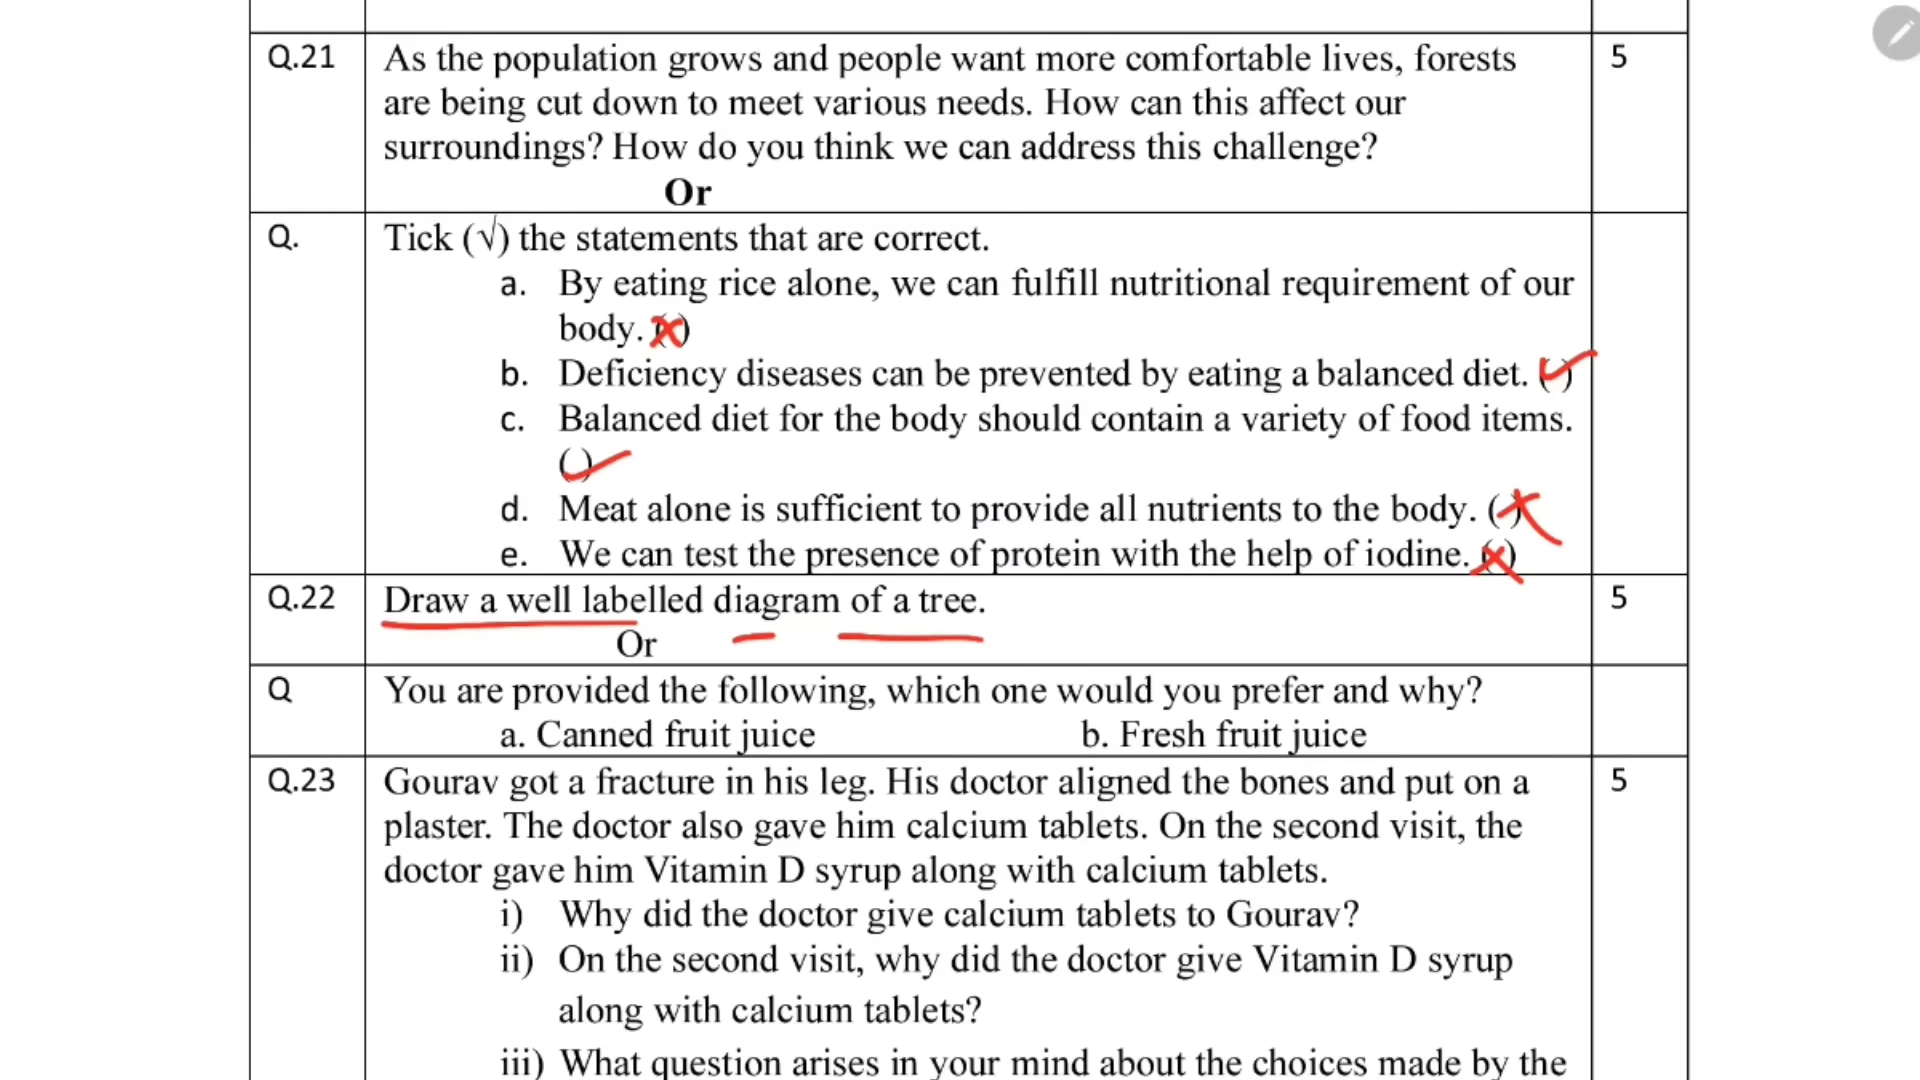 Q.21 As the population grows and people want more comfortable lives, forests 5
are being cut down to meet various needs. How can this affect our
surroundings? How do you think we can address this challenge?
Or
Q. Tick (√) the statements that are correct.
a. By eating rice alone, we can fulfill nutritional requirement of our
body. ( )
b. Deficiency diseases can be prevented by eating a balanced diet. ( )
c. Balanced diet for the body should contain a variety of food items.
( )
d. Meat alone is sufficient to provide all nutrients to the body. ( )
e. We can test the presence of protein with the help of iodine. ( )
Q.22 Draw a well labelled diagram of a tree. 5
Or
Q You are provided the following, which one would you prefer and why?
a. Canned fruit juice b. Fresh fruit juice
Q.23 Gourav got a fracture in his leg. His doctor aligned the bones and put on a 5
plaster. The doctor also gave him calcium tablets. On the second visit, the
doctor gave him Vitamin D syrup along with calcium tablets.
i) Why did the doctor give calcium tablets to Gourav?
ii) On the second visit, why did the doctor give Vitamin D syrup
along with calcium tablets?
iii) What question arises in your mind about the choices made by the